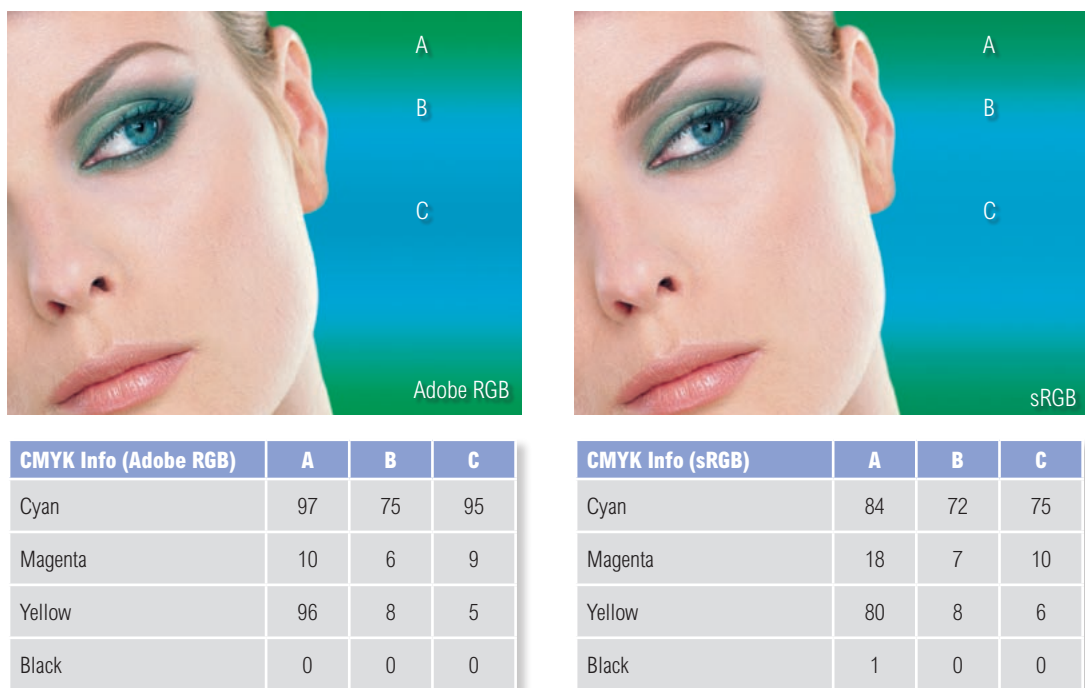 A
B
C
Adobe RGB
A
B
C
sRGB
CMYK Info (Adobe RGB) A B C
Cyan 97 75 95
Magenta 10 6 9
Yellow 96 8 5
Black 0 0 0
CMYK Info (sRGB) A B C
Cyan 84 72 75
Magenta 18 7 10
Yellow 80 8 6
Black 1 0 0